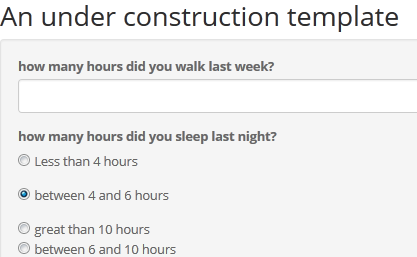 An under construction template
how many hours did you walk last week?
how many hours did you sleep last night?
Less than 4 hours
between 4 and 6 hours
great than 10 hours
between 6 and 10 hours